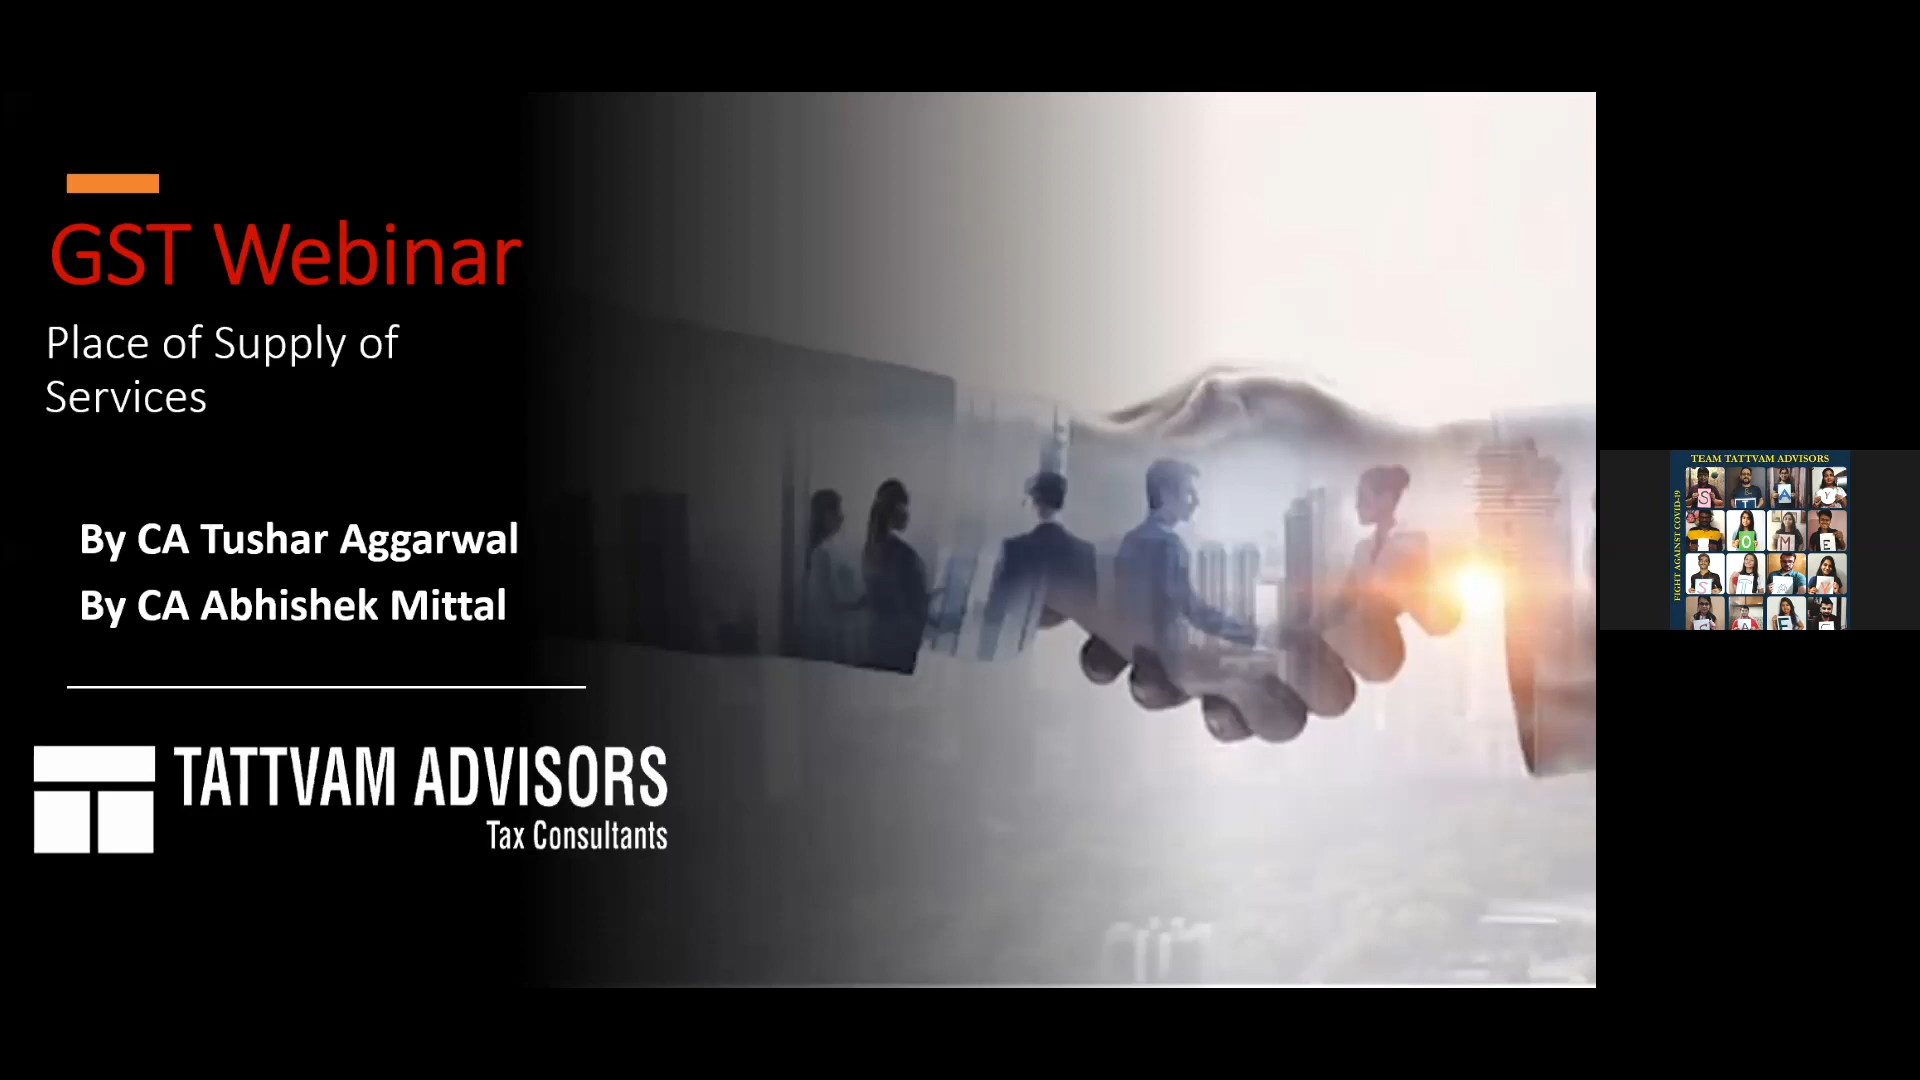 GST Webinar
Place of Supply of
Services
By CA Tushar Aggarwal
By CA Abhishek Mittal
TATTVAM ADVISORS
Tax Consultants
TEAM TATTVAM ADVISORS
FIGHT AGAINST COVID-19
S T A Y
O M E
S T A Y
S A F